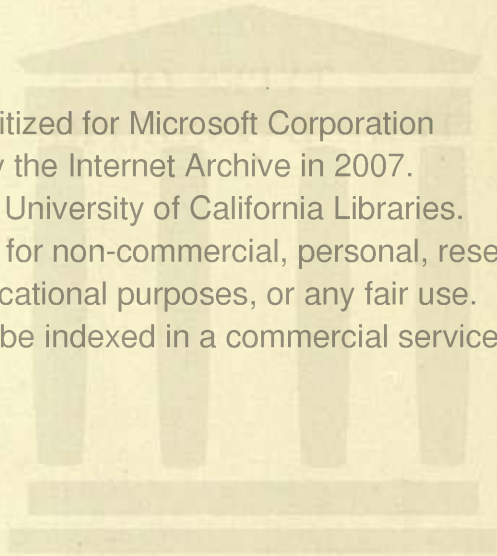 itized for Microsoft Corporation
y the Internet Archive in 2007.
University of California Libraries.
for non-commercial, personal, rese
cational purposes, or any fair use.
be indexed in a commercial service